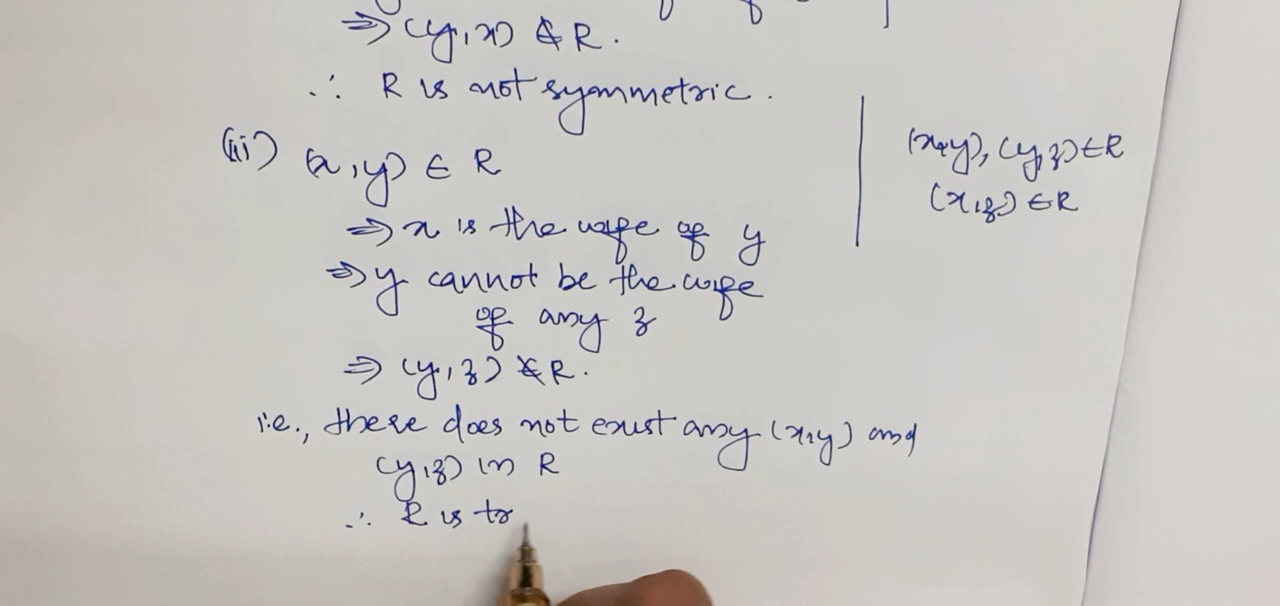 ⇒ (y,x) ∉ R.
∴ R is not symmetric.
(iii) (x,y) ∈ R
⇒ x is the wife of y
⇒ y cannot be the wife
of any z
⇒ (y,z) ∉ R.
i.e., there does not exist any (x,y) and
(y,z) in R
∴ R is tr
(x,y), (y,z) ∈ R
(x,z) ∈ R